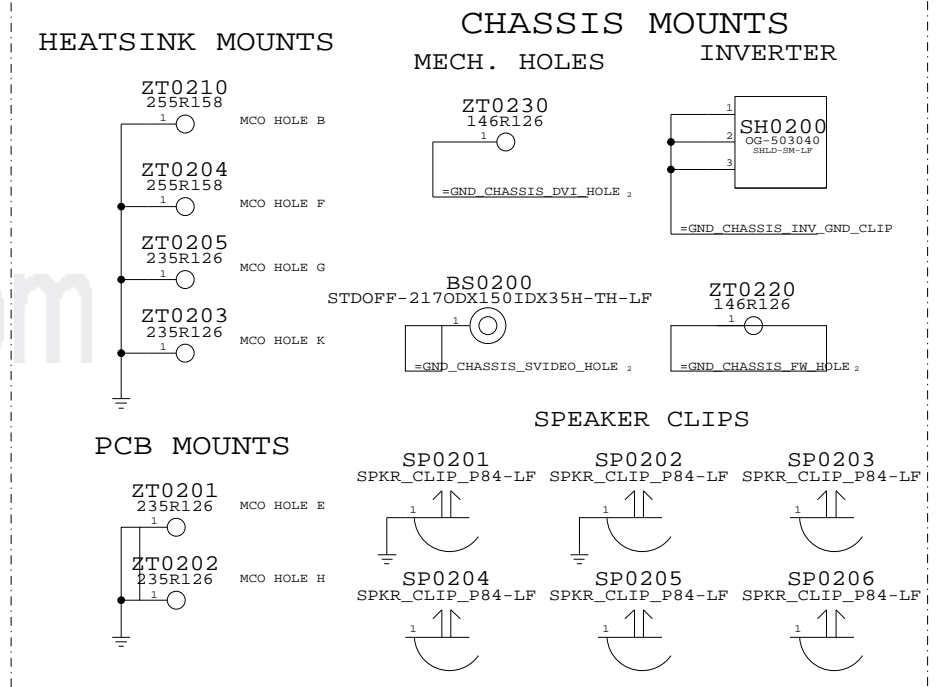 CHASSIS MOUNTS
HEATSINK MOUNTS
MECH. HOLES
INVERTER
ZT0210
255R158
1
MCO HOLE B
ZT0204
255R158
1
MCO HOLE F
ZT0205
235R126
1
MCO HOLE G
ZT0203
235R126
1
MCO HOLE K
ZT0230
146R126
1
=GND_CHASSIS_DVI_HOLE 2
1
2
3
SH0200
OG-503040
SHLD-SM-LF
=GND_CHASSIS_INV_GND_CLIP
BS0200
STDOFF-217ODX150IDX35H-TH-LF
1
=GND_CHASSIS_SVIDEO_HOLE 2
ZT0220
146R126
1
=GND_CHASSIS_FW_HOLE 2
om
PCB MOUNTS
ZT0201
235R126
1
MCO HOLE E
ZT0202
235R126
1
MCO HOLE H
SPEAKER CLIPS
SP0201
SPKR_CLIP_P84-LF
1
SP0202
SPKR_CLIP_P84-LF
1
SP0203
SPKR_CLIP_P84-LF
1
SP0204
SPKR_CLIP_P84-LF
1
SP0205
SPKR_CLIP_P84-LF
1
SP0206
SPKR_CLIP_P84-LF
1